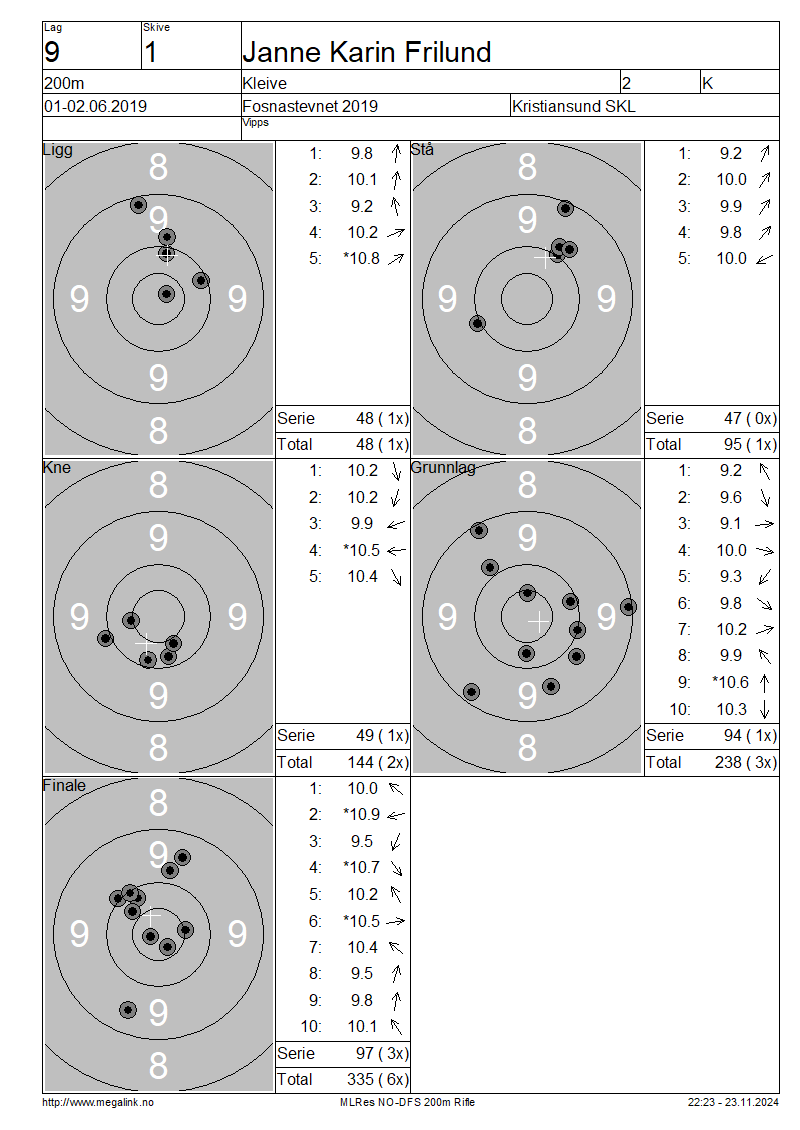 Lag
Skive
9
1
Janne Karin Frilund
200m
Kleive
2
K
01-02.06.2019
Fosnastevnet 2019
Kristiansund SKL
Vipps
Ligg
8
9
9
9
9
8
1: 9.8
2: 10.1
3: 9.2
4: 10.2
5: *10.8
Serie 48 ( 1x)
Total 48 ( 1x)
Stå
8
9
9
9
9
8
1: 9.2
2: 10.0
3: 9.9
4: 9.8
5: 10.0
Serie 47 ( 0x)
Total 95 ( 1x)
Kne
8
9
9
9
9
8
1: 10.2
2: 10.2
3: 9.9
4: *10.5
5: 10.4
Serie 49 ( 1x)
Total 144 ( 2x)
Grunnlag
8
9
9
9
9
8
1: 9.2
2: 9.6
3: 9.1
4: 10.0
5: 9.3
6: 9.8
7: 10.2
8: 9.9
9: *10.6
10: 10.3
Serie 94 ( 1x)
Total 238 ( 3x)
Finale
8
9
9
9
9
8
1: 10.0
2: *10.9
3: 9.5
4: *10.7
5: 10.2
6: *10.5
7: 10.4
8: 9.5
9: 9.8
10: 10.1
Serie 97 ( 3x)
Total 335 ( 6x)
http://www.megalink.no
MLRes NO-DFS 200m Rifle
22:23 - 23.11.2024